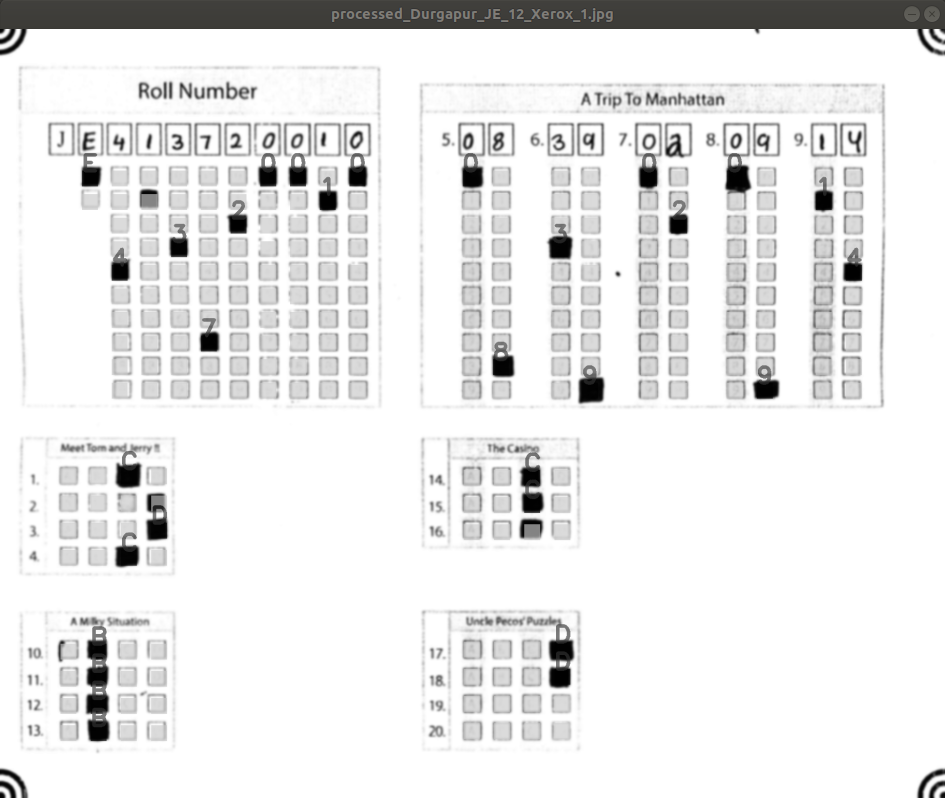 processed_Durgapur_JE_12_Xerox_1.jpg
Roll Number
J E 4 1 3 7 2 0 0 1 0
E 0 0 0
1
2
3
4
7
A Trip To Manhattan
5. 0 8 6. 3 9 7. 0 2 8. 0 9 9. 1 4
0 0 0
1
2
3
4
8
9 9
Meet Tom and Jerry !!
C
1.
2.
D
3.
C
4.
The Casino
C
14.
C
15.
16.
A Milky Situation
B
10.
B
11.
B
12.
B
13.
Uncle Pecos' Puzzles
D
17.
D
18.
19.
20.